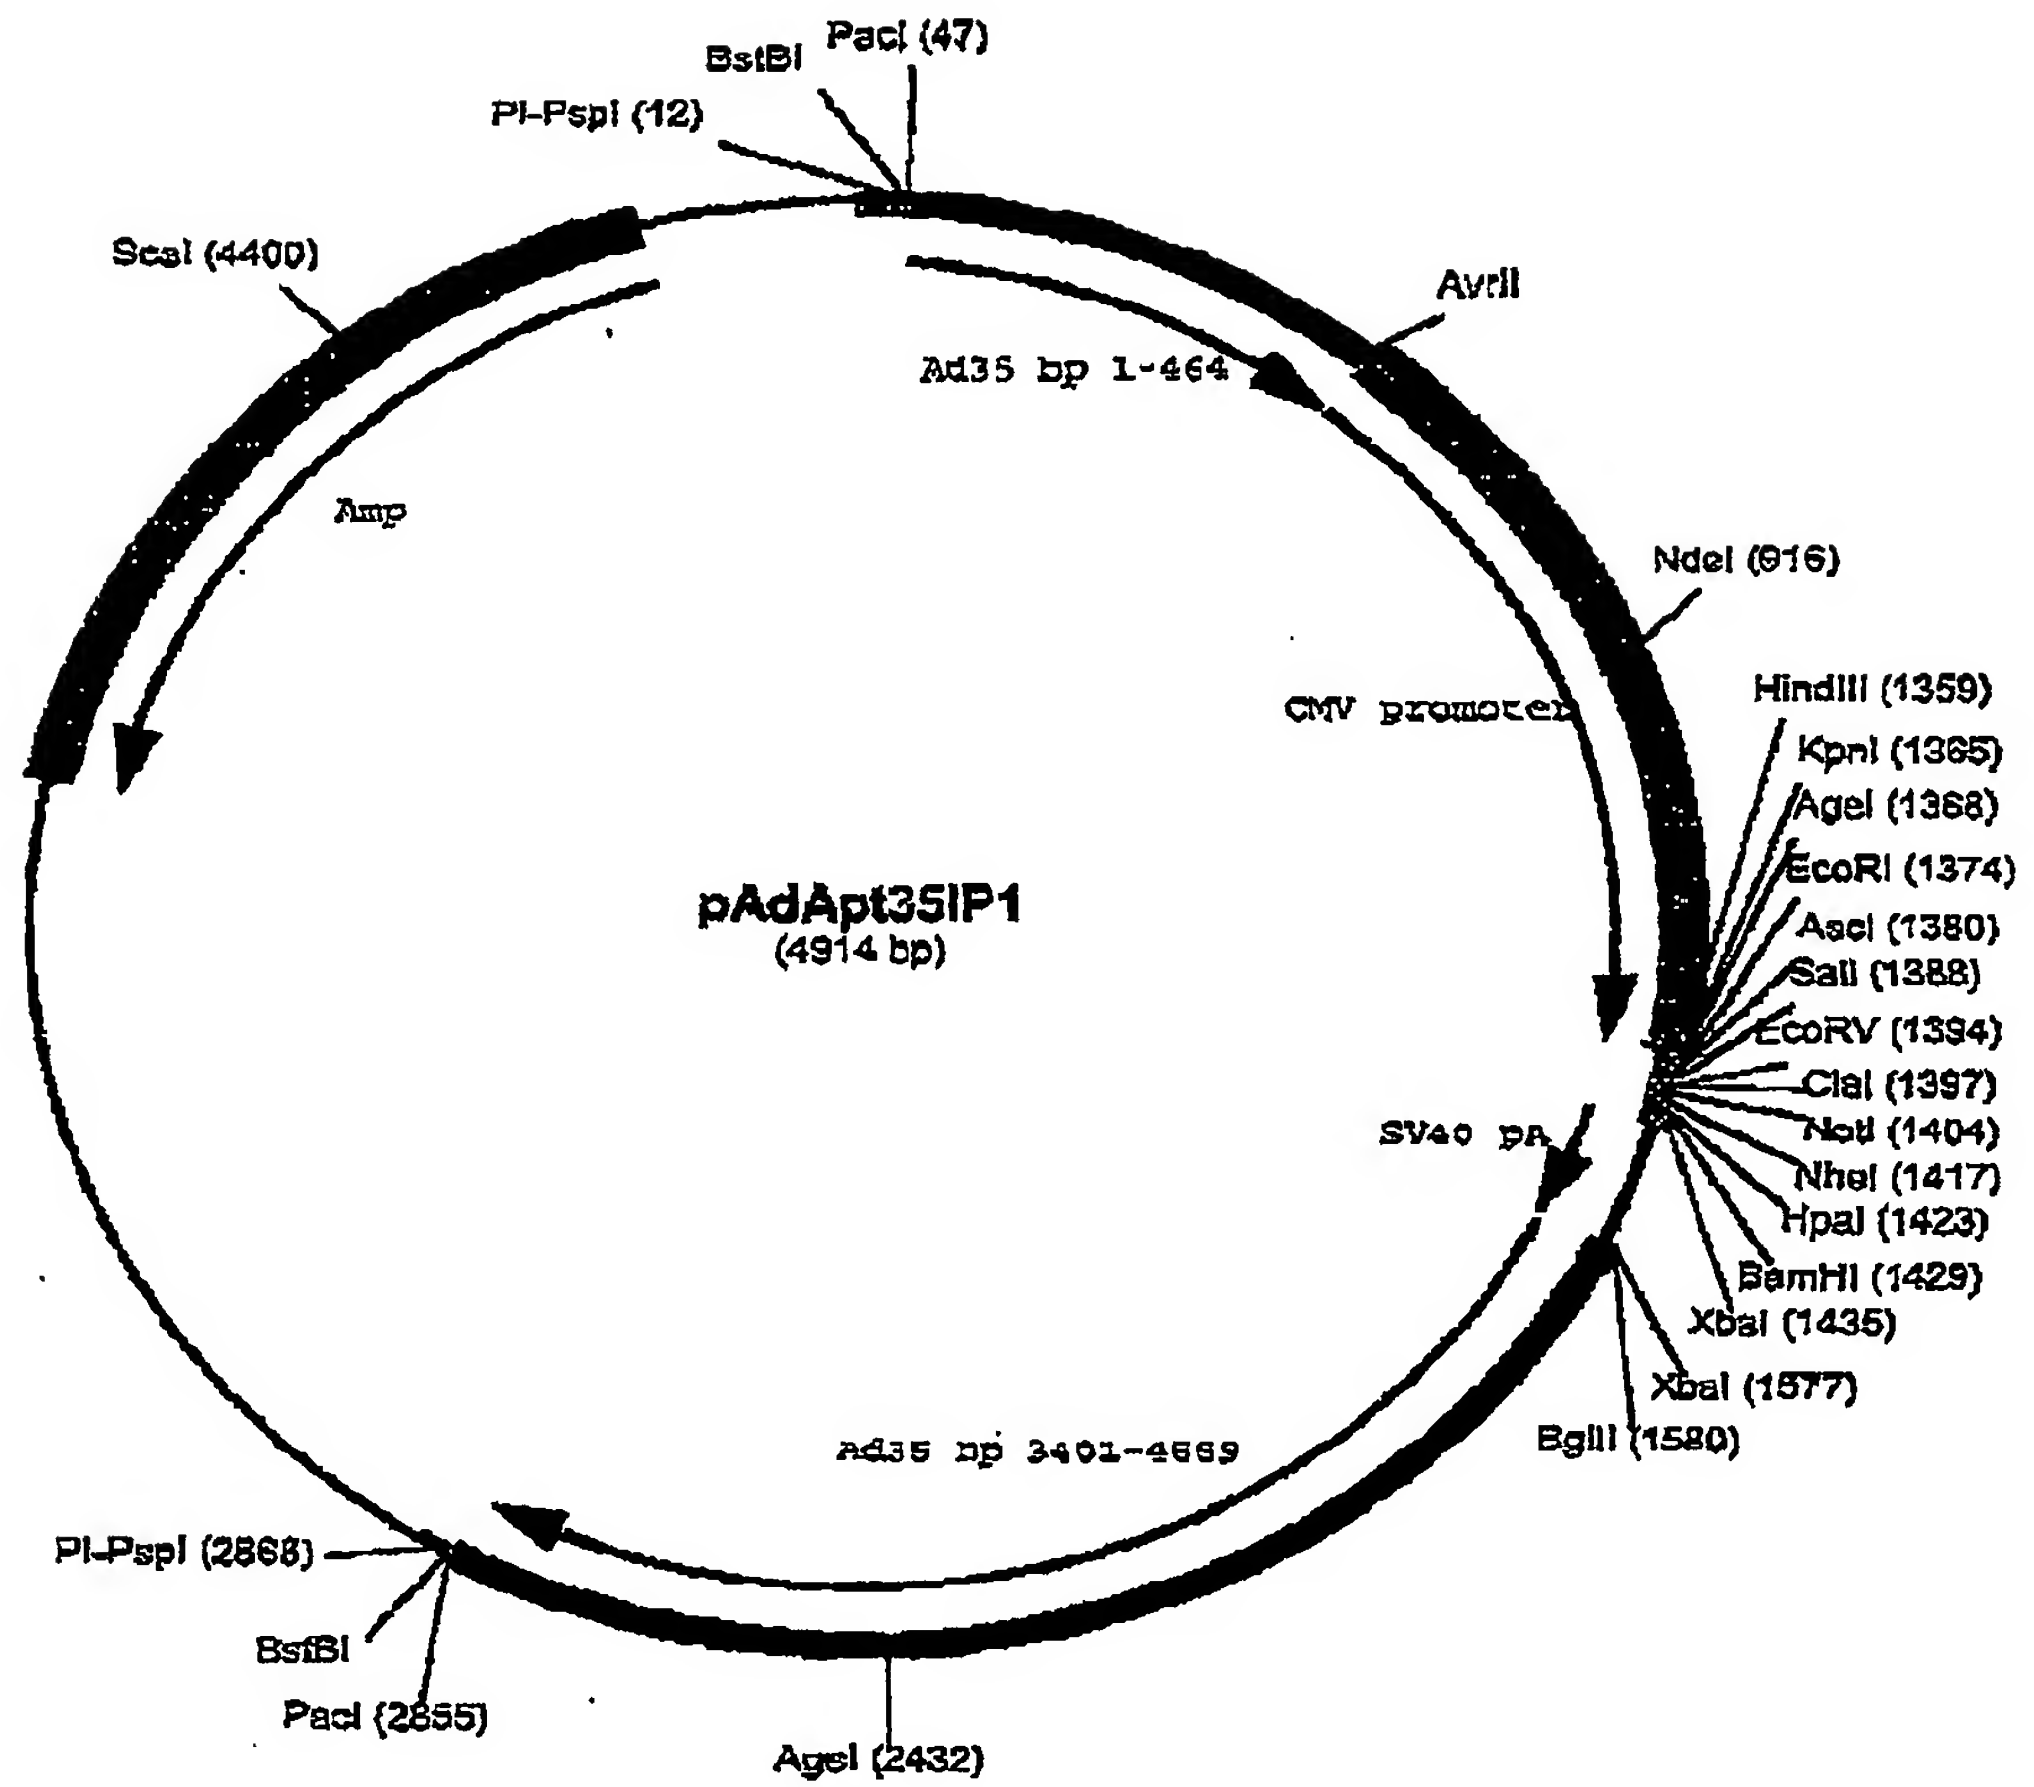 PacI (47)
BstBI
PI-PspI (12)
ScaI (4400)
AvrII
Ad35 bp 1-464
Amp
NdeI (916)
HindIII (1359)
CMV promoter
KpnI (1365)
AgeI (1368)
EcoRI (1374)
pAdApt35IP1
(4914 bp)
AscI (1380)
SalI (1388)
EcoRV (1394)
ClaI (1397)
SV40 pA
NotI (1404)
NheI (1417)
HpaI (1423)
BamHI (1429)
XbaI (1435)
XbaI (1577)
BglII (1580)
Ad35 bp 3401-4669
PI-PspI (2868)
BstBI
PacI (2855)
AgeI (2432)